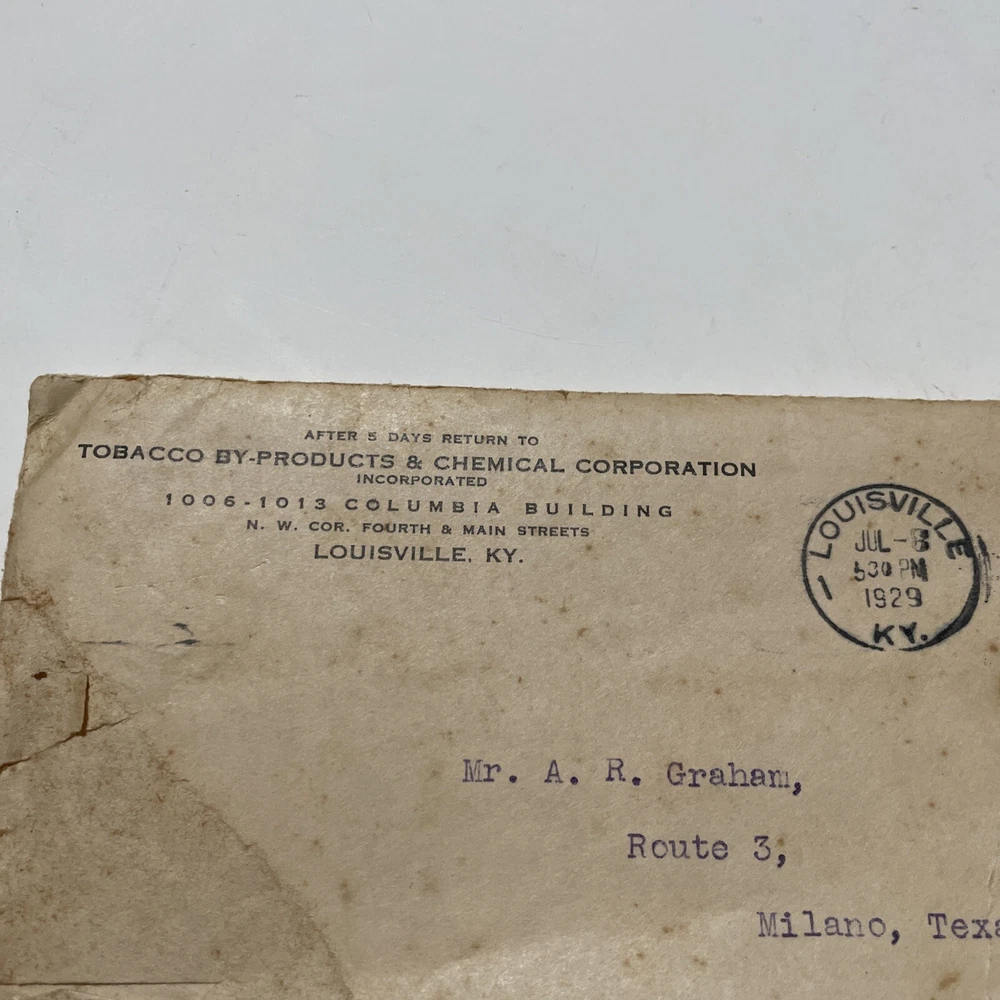 AFTER 5 DAYS RETURN TO
TOBACCO BY-PRODUCTS & CHEMICAL CORPORATION
INCORPORATED
1006-1013 COLUMBIA BUILDING
N. W. COR. FOURTH & MAIN STREETS
LOUISVILLE, KY.
LOUISVILLE
JUL-8
530 PM
1929
KY.
Mr. A. R. Graham,
Route 3,
Milano, Texa